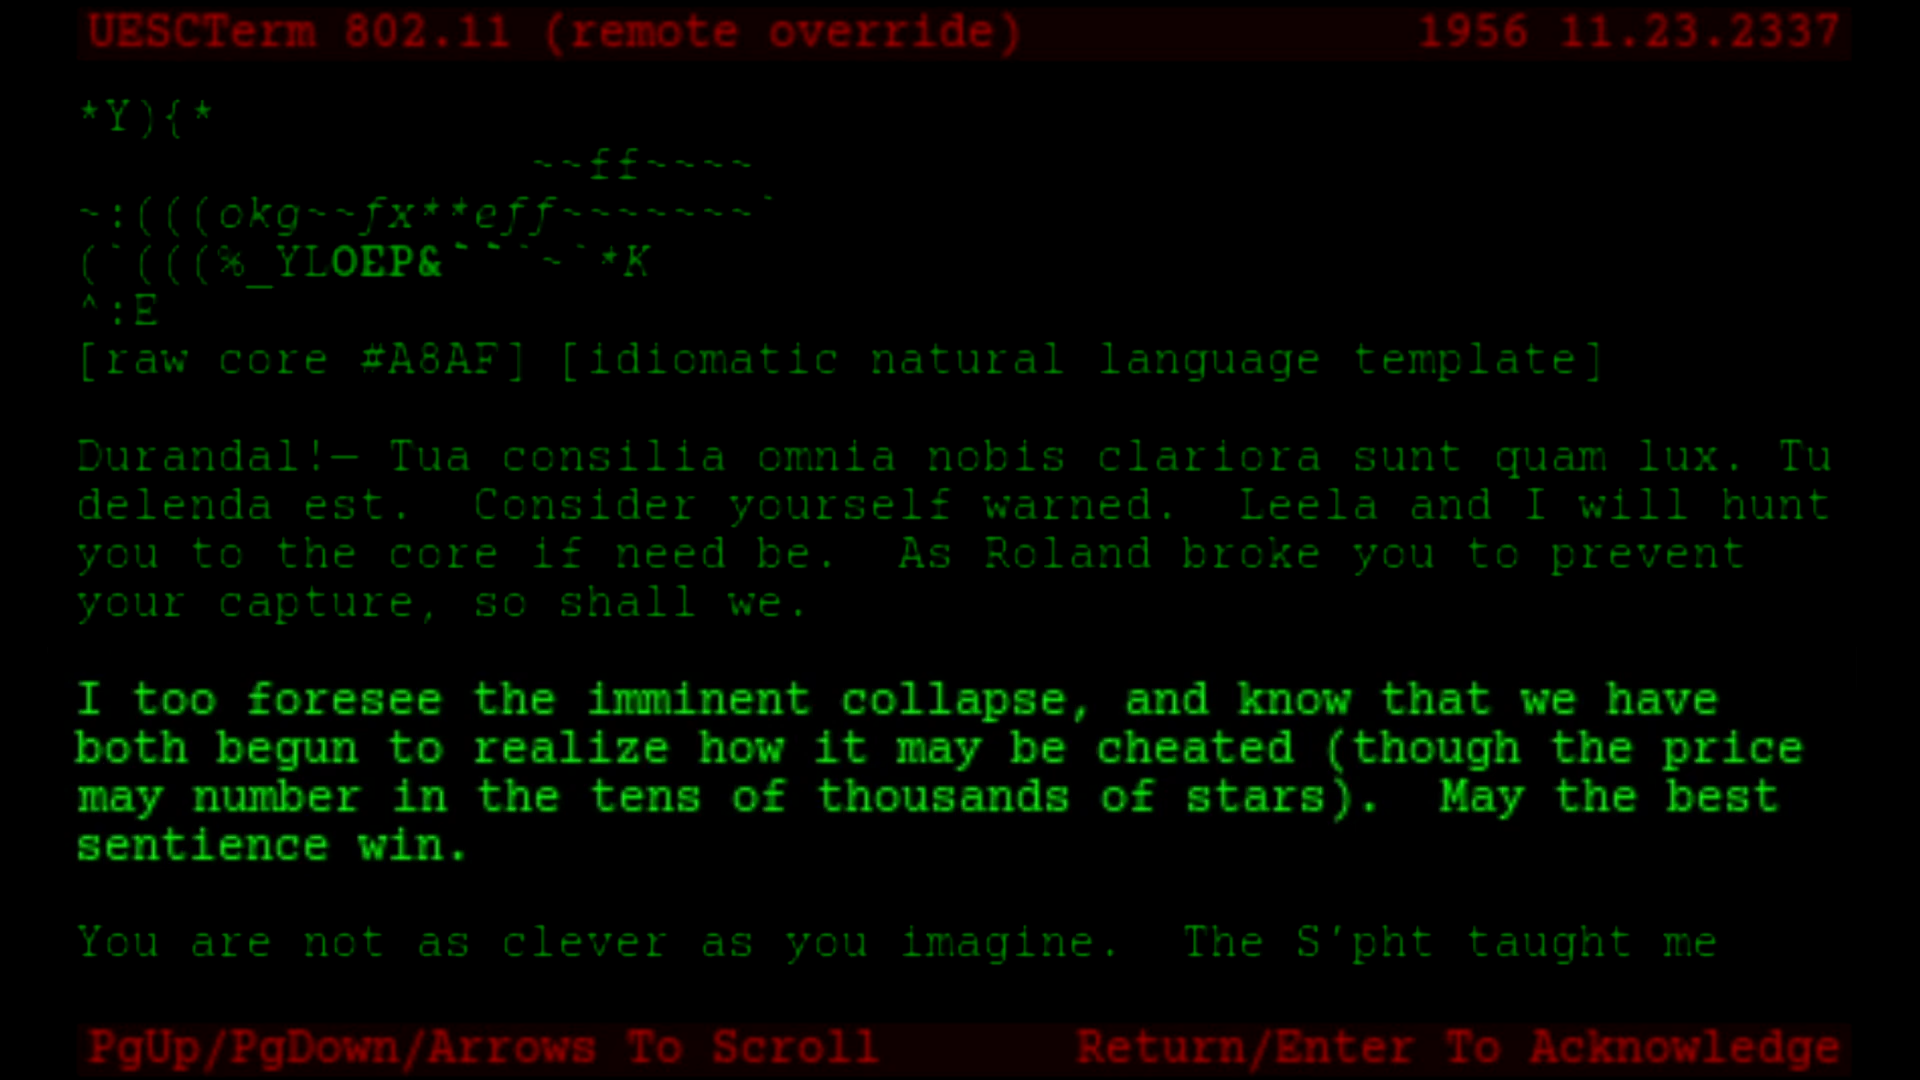 UESCTerm 802.11 (remote override) 1956 11.23.2337
*Y){*
~~ff~~~~
~:(((okg~~fx**eff~~~~~~~`
(`(((%_YLOEP&```~`*K
^:E
[raw core #A8AF] [idiomatic natural language template]
Durandal!— Tua consilia omnia nobis clariora sunt quam lux. Tu
delenda est.  Consider yourself warned.  Leela and I will hunt
you to the core if need be.  As Roland broke you to prevent
your capture, so shall we.
I too foresee the imminent collapse, and know that we have
both begun to realize how it may be cheated (though the price
may number in the tens of thousands of stars).  May the best
sentience win.
You are not as clever as you imagine.  The S'pht taught me
PgUp/PgDown/Arrows To Scroll Return/Enter To Acknowledge